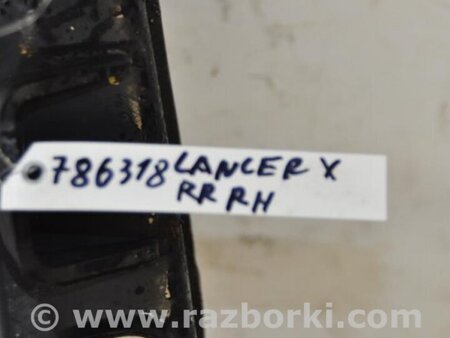 786318 LANCER X
RR RH
© www.razborki.com